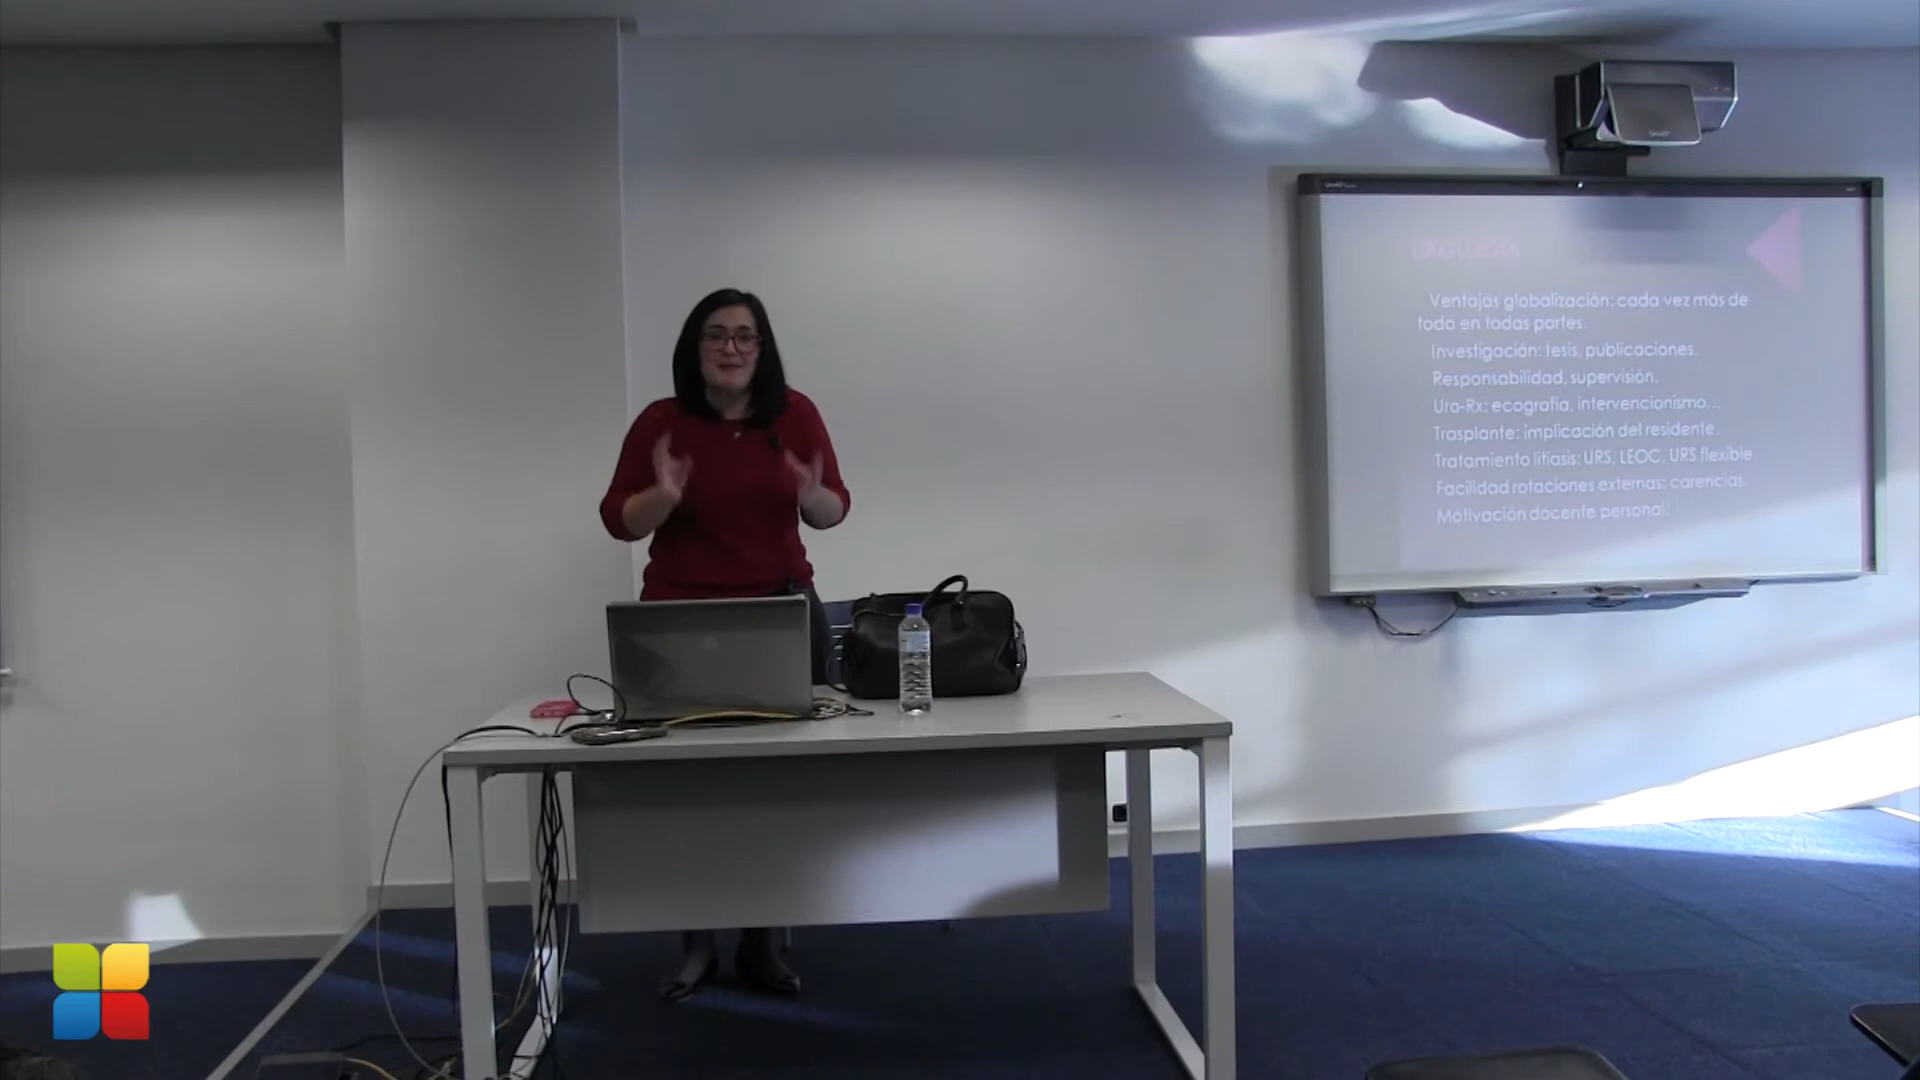 SMART
UROLOGÍA
Ventajas globalización: cada vez más de
todo en todas partes.
Investigación: tesis, publicaciones.
Responsabilidad, supervisión.
Uro-Rx: ecografía, intervencionismo...
Trasplante: implicación del residente.
Tratamiento litiasis: URS, LEOC, URS flexible.
Facilidad rotaciones externas: carencias.
Motivación docente personal.